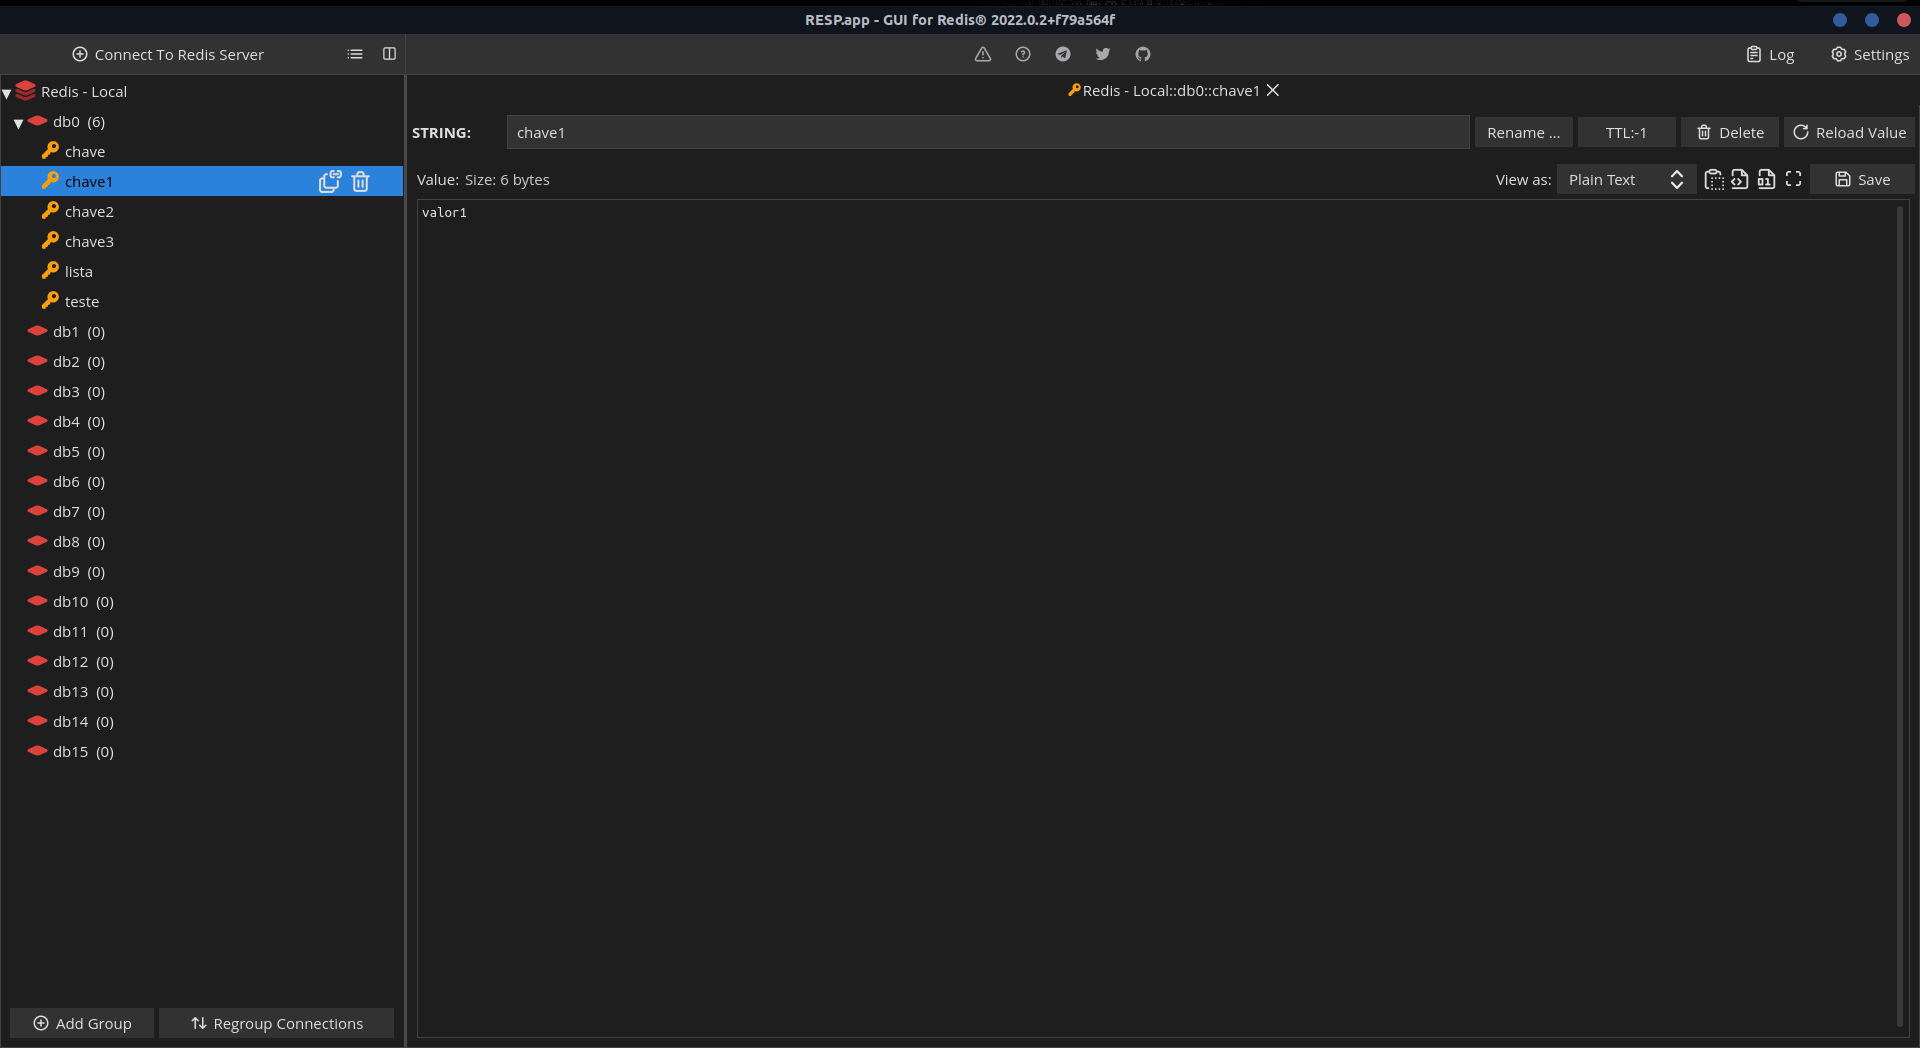 RESP.app - GUI for Redis® 2022.0.2+f79a564f
Connect To Redis Server
Log
Settings
Redis - Local
db0 (6)
chave
chave1
chave2
chave3
lista
teste
db1 (0)
db2 (0)
db3 (0)
db4 (0)
db5 (0)
db6 (0)
db7 (0)
db8 (0)
db9 (0)
db10 (0)
db11 (0)
db12 (0)
db13 (0)
db14 (0)
db15 (0)
Add Group
Regroup Connections
Redis - Local::db0::chave1
STRING:
chave1
Rename ...
TTL:-1
Delete
Reload Value
Value: Size: 6 bytes
View as:
Plain Text
Save
valor1